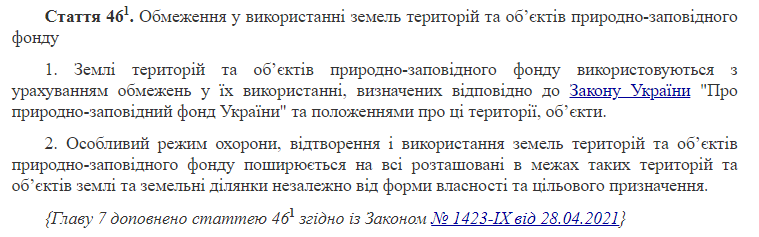 Стаття 46¹. Обмеження у використанні земель територій та об’єктів природно-заповідного
фонду
1. Землі територій та об’єктів природно-заповідного фонду використовуються з
урахуванням обмежень у їх використанні, визначених відповідно до Закону України "Про
природно-заповідний фонд України" та положеннями про ці території, об’єкти.
2. Особливий режим охорони, відтворення і використання земель територій та об’єктів
природно-заповідного фонду поширюється на всі розташовані в межах таких територій та
об’єктів землі та земельні ділянки незалежно від форми власності та цільового призначення.
{Главу 7 доповнено статтею 46¹ згідно із Законом № 1423-IX від 28.04.2021}